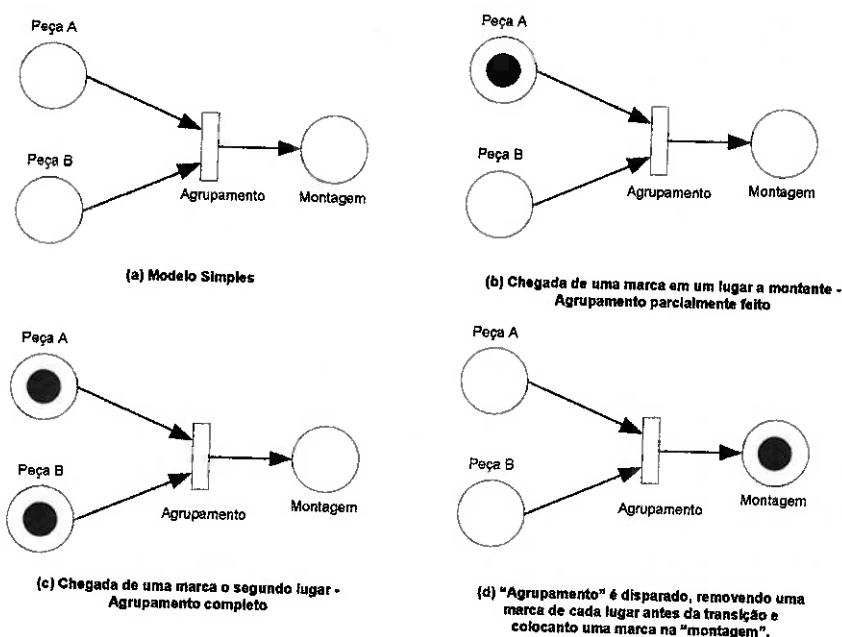 Peça A
Peça B
Agrupamento
Montagem
(a) Modelo Simples
Peça A
Peça B
Agrupamento
Montagem
(b) Chegada de uma marca em um lugar a montante -
Agrupamento parcialmente feito
Peça A
Peça B
Agrupamento
Montagem
(c) Chegada de uma marca o segundo lugar -
Agrupamento completo
Peça A
Peça B
Agrupamento
Montagem
(d) “Agrupamento” é disparado, removendo uma
marca de cada lugar antes da transição e
colocanto uma marca na “montagem”.